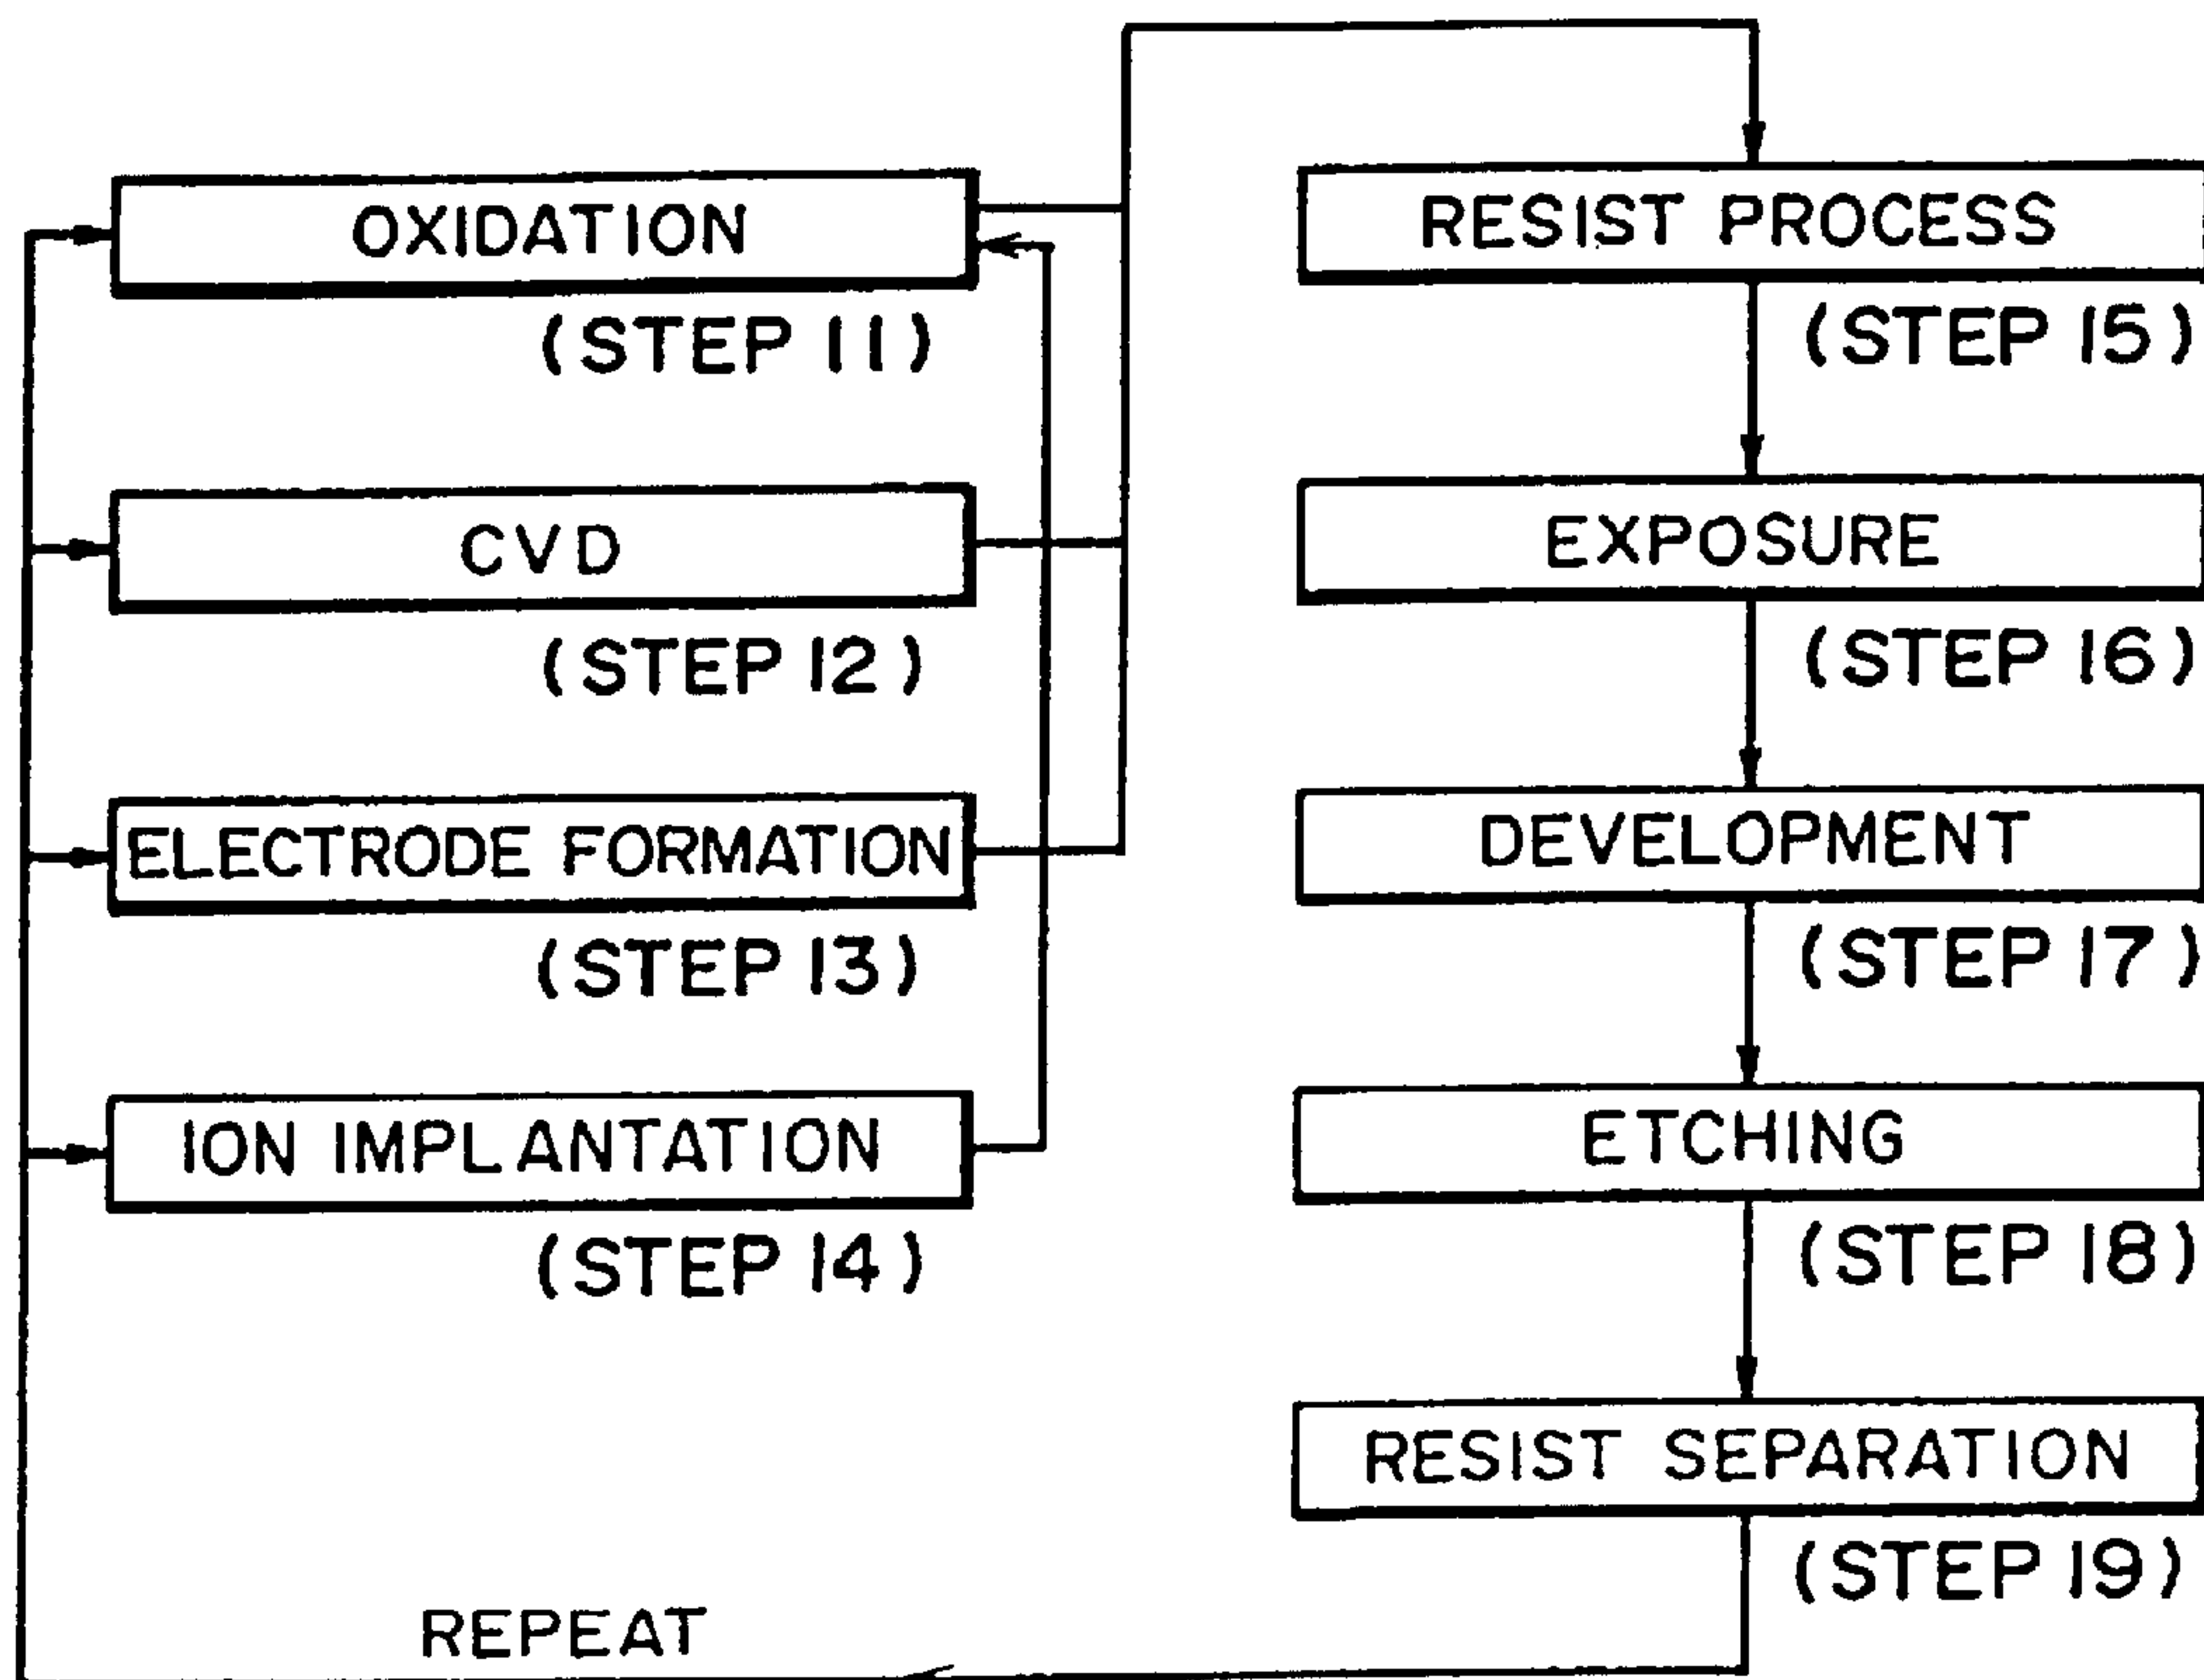 OXIDATION
(STEP 11)
CVD
(STEP 12)
ELECTRODE FORMATION
(STEP 13)
ION IMPLANTATION
(STEP 14)
RESIST PROCESS
(STEP 15)
EXPOSURE
(STEP 16)
DEVELOPMENT
(STEP 17)
ETCHING
(STEP 18)
RESIST SEPARATION
(STEP 19)
REPEAT